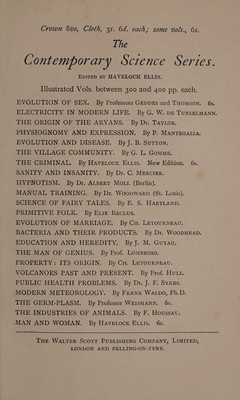 Crown 8vo, Cloth, 3s. 6d. each; some vols., 6s.
The
Contemporary Science Series.
EDITED BY HAVELOCK ELLIS.
Illustrated Vols. between 300 and 400 pp. each.
EVOLUTION OF SEX. By Professors GEDDES and THOMSON. 6s.
ELECTRICITY IN MODERN LIFE. By G. W. DE TUNZELMANN.
THE ORIGIN OF THE ARYANS. By Dr. TAYLOR.
PHYSIOGNOMY AND EXPRESSION. By P. MANTEGAZZA.
EVOLUTION AND DISEASE. By J. B. SUTTON.
THE VILLAGE COMMUNITY. By G. L. GOMME.
THE CRIMINAL. By HAVELOCK ELLIS. New Edition. 6s.
SANITY AND INSANITY. By Dr. C. MERCIER.
HYPNOTISM. By Dr. ALBERT MOLL (Berlin).
MANUAL TRAINING. By Dr. WOODWARD (St. Louis).
SCIENCE OF FAIRY TALES. By E. S. HARTLAND.
PRIMITIVE FOLK. By ELIE RECLUS.
EVOLUTION OF MARRIAGE. By CH. LETOURNEAU.
BACTERIA AND THEIR PRODUCTS. By Dr. WOODHEAD.
EDUCATION AND HEREDITY. By J. M. GUYAU.
THE MAN OF GENIUS. By Prof. LOMBROSO.
PROPERTY: ITS ORIGIN. By CH. LETOURNEAU.
VOLCANOES PAST AND PRESENT. By Prof. HULL.
PUBLIC HEALTH PROBLEMS. By Dr. J. F. SYKES.
MODERN METEOROLOGY. By FRANK WALDO, Ph.D.
THE GERM-PLASM. By Professor WEISMANN. 6s.
THE INDUSTRIES OF ANIMALS. By F. HOUSSAY.
MAN AND WOMAN. By HAVELOCK ELLIS. 6s.
THE WALTER SCOTT PUBLISHING COMPANY, LIMITED,
LONDON AND FELLING-ON-TYNE.